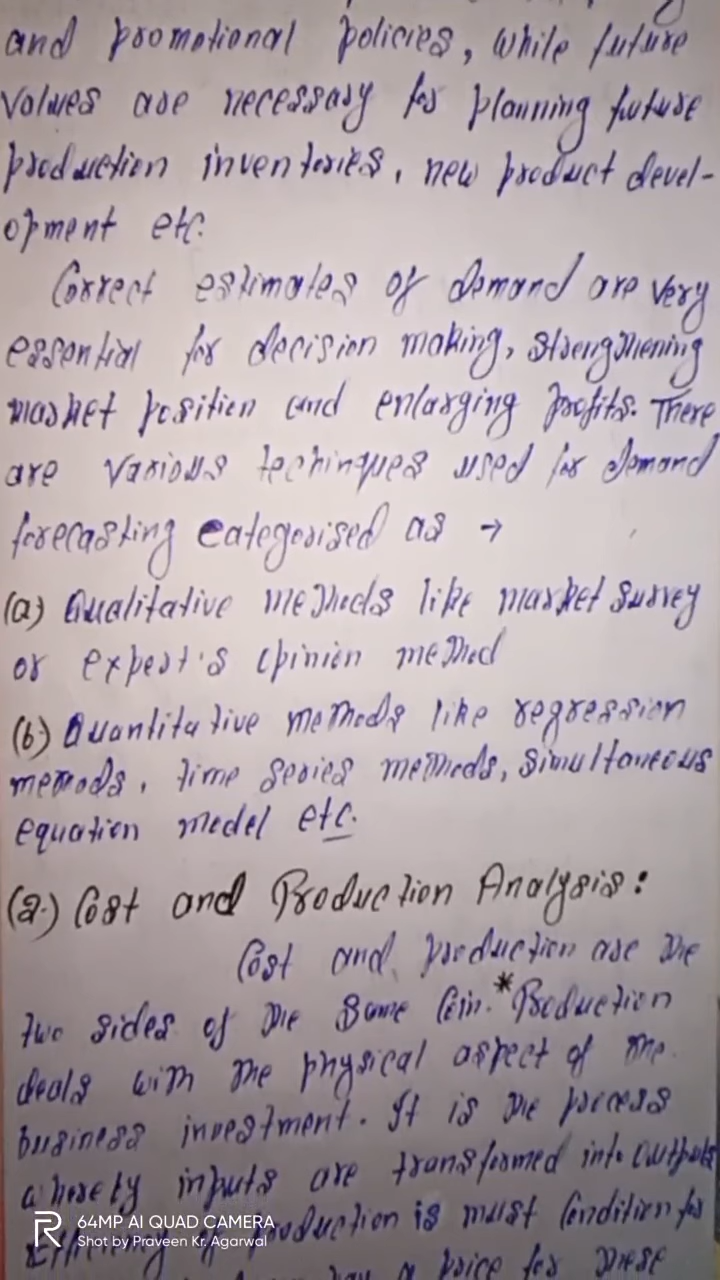 and promotional policies, while future
values are necessary for planning future
production inventories, new product devel-
opment etc.
Correct estimates of demand are very
essential for decision making, strengthening
market position and enlarging profits. There
are various techinques used for demand
forecasting categorised as →
(a) Qualitative methods like market survey
or expert's opinion method
(b) Quantitative methods like regression
methods, time series methods, simultaneous
equation model etc.
(2.) Cost and Production Analysis:
Cost and production are the
two sides of the same Coin. *Production
deals with the physical aspect of the
business investment. It is the process
whereby inputs are transformed into outputs
production is must Condition for
a price for these
64MP AI QUAD CAMERA
Shot by Praveen Kr. Agarwal